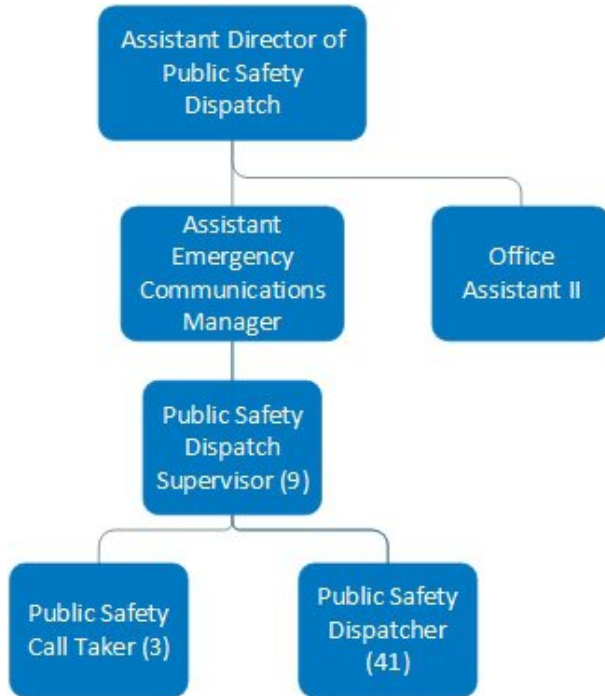 Assistant Director of
Public Safety
Dispatch
Assistant
Emergency
Communications
Manager
Office
Assistant II
Public Safety
Dispatch
Supervisor (9)
Public Safety
Call Taker (3)
Public Safety
Dispatcher
(41)